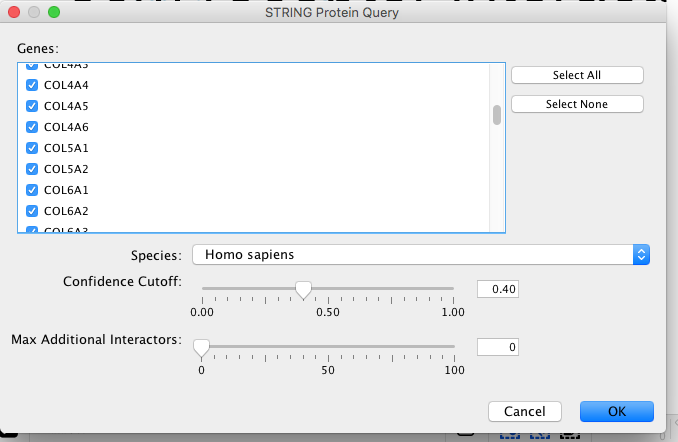 STRING Protein Query
Genes:
COL4A3
COL4A4
COL4A5
COL4A6
COL5A1
COL5A2
COL6A1
COL6A2
COL6A3
Select All
Select None
Species: Homo sapiens
Confidence Cutoff: 0.40
0.00 0.50 1.00
Max Additional Interactors: 0
0 50 100
Cancel OK